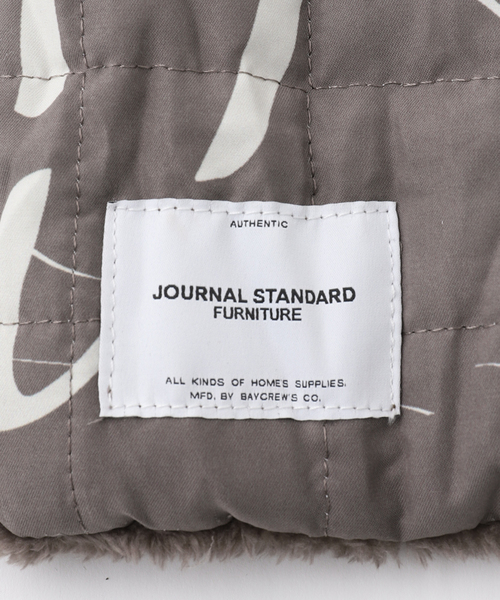 AUTHENTIC
JOURNAL STANDARD
FURNITURE
ALL KINDS OF HOMES SUPPLIES.
MFD. BY BAYCREW'S CO.